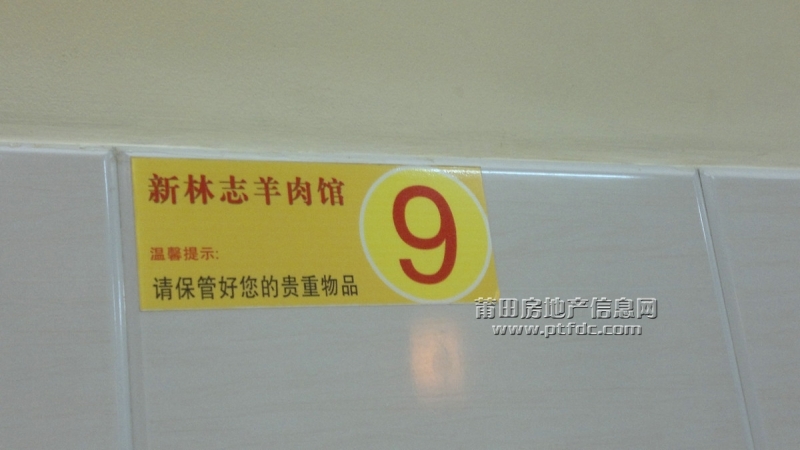 新林志羊肉馆
9
温馨提示:
请保管好您的贵重物品
莆田房地产信息网
www.ptfdc.com